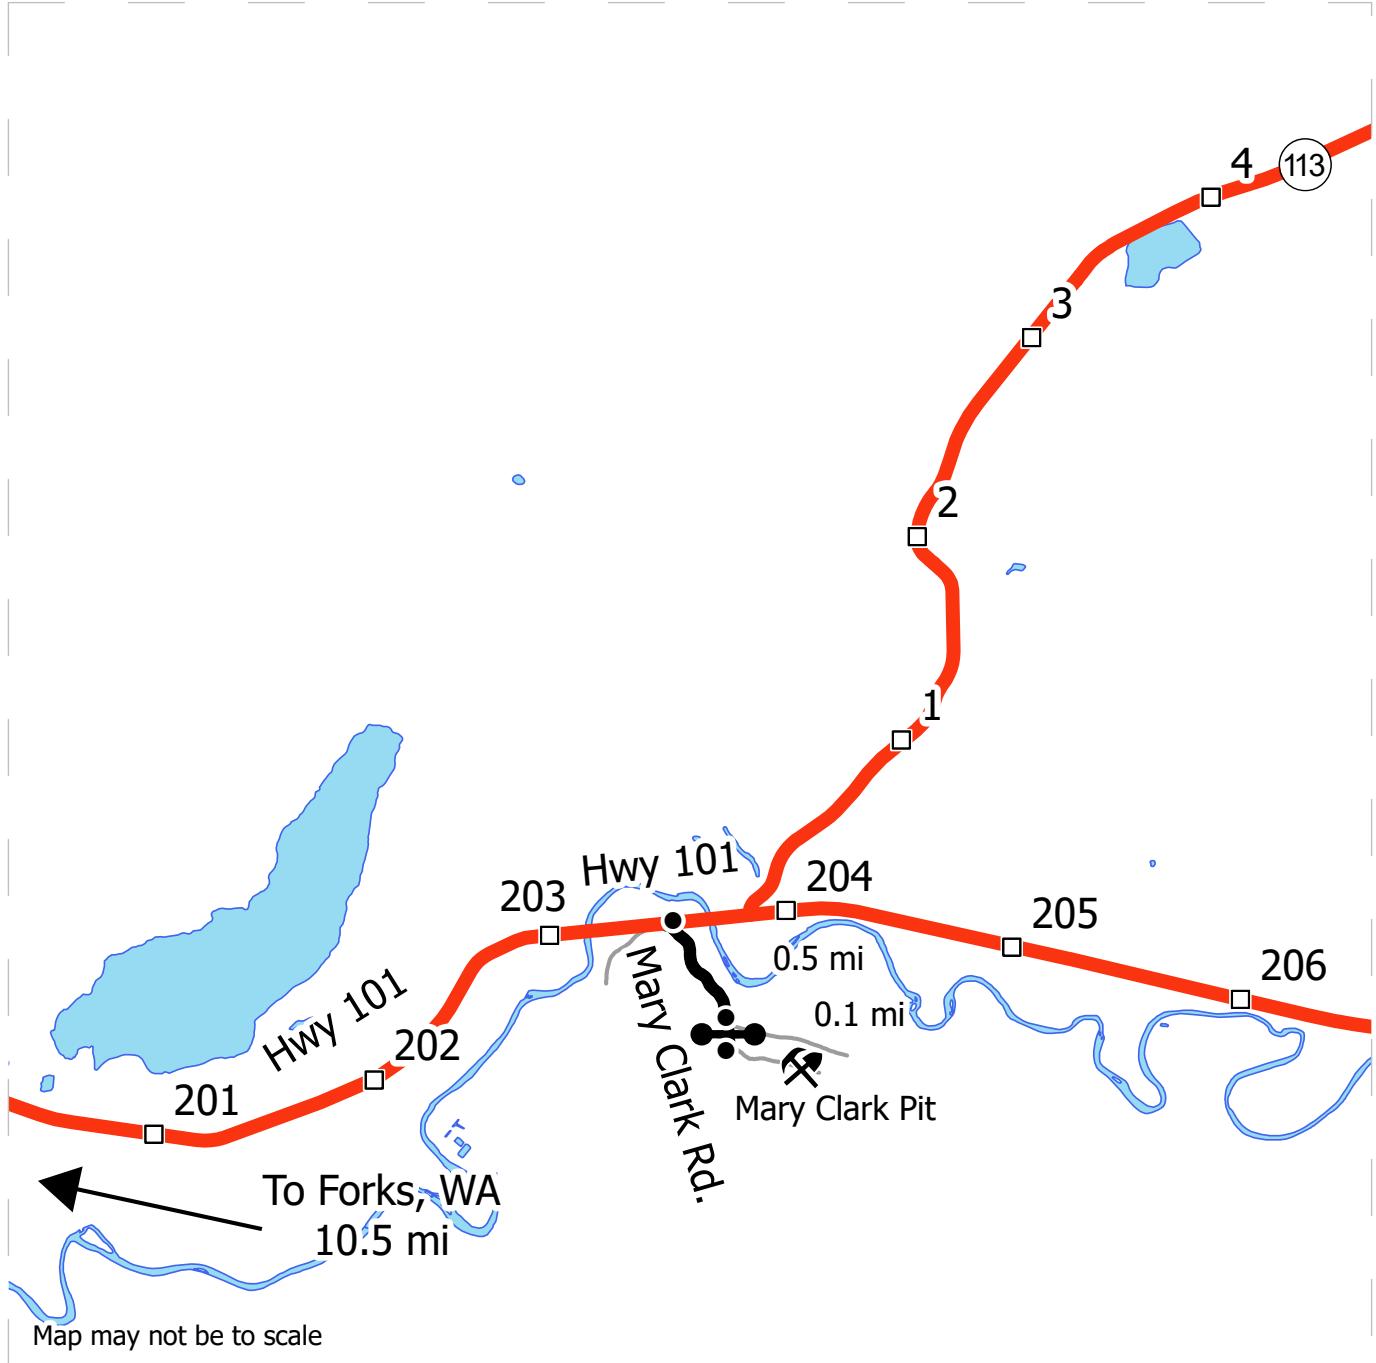 4
113
3
2
1
Hwy 101
203
204
205
0.5 mi
206
Hwy 101
0.1 mi
202
Mary Clark Rd.
201
Mary Clark Pit
To Forks, WA
10.5 mi
Map may not be to scale